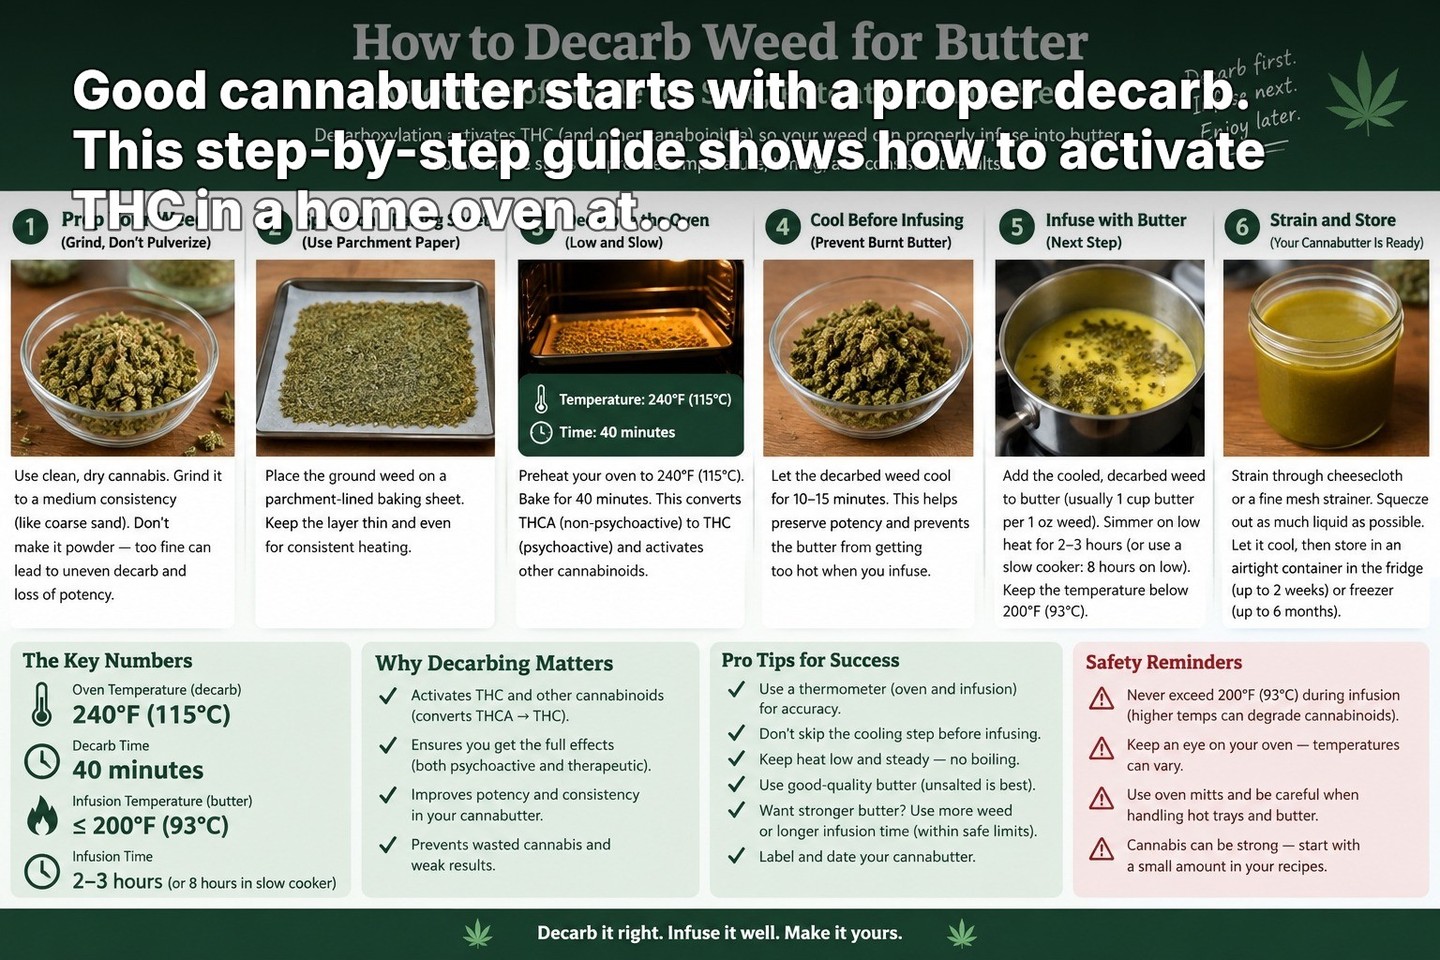 How to Decarb Weed for Butter
Good cannabutter starts with a proper decarb.
This step-by-step guide shows how to activate
THC in a home oven at...
Decarb first.
next.
Enjoy later.
Decarboxylation activates THC (and other cannabinoids) so your weed can properly infuse into butter.
1
(Grind, Don't Pulverize)
Use clean, dry cannabis. Grind it
to a medium consistency
(like coarse sand). Don't
make it powder — too fine can
lead to uneven decarb and
loss of potency.
2
(Use Parchment Paper)
Place the ground weed on a
parchment-lined baking sheet.
Keep the layer thin and even
for consistent heating.
3
the Oven
(Low and Slow)
Temperature: 240°F (115°C)
Time: 40 minutes
Preheat your oven to 240°F (115°C).
Bake for 40 minutes. This converts
THCA (non-psychoactive) to THC
(psychoactive) and activates
other cannabinoids.
4
Cool Before Infusing
(Prevent Burnt Butter)
Let the decarbed weed cool
for 10–15 minutes. This helps
preserve potency and prevents
the butter from getting
too hot when you infuse.
5
Infuse with Butter
(Next Step)
Add the cooled, decarbed weed
to butter (usually 1 cup butter
per 1 oz weed). Simmer on low
heat for 2–3 hours (or use a
slow cooker: 8 hours on low).
Keep the temperature below
200°F (93°C).
6
Strain and Store
(Your Cannabutter Is Ready)
Strain through cheesecloth
or a fine mesh strainer. Squecze
out as much liquid as possible.
Let it cool, then store in an
airtight container in the fridge
(up to 2 weeks) or freezer
(up to 6 months).
The Key Numbers
Oven Temperature (decarb)
240°F (115°C)
Decarb Time
40 minutes
Infusion Temperature (butter)
≤ 200°F (93°C)
Infusion Time
2–3 hours (or 8 hours in slow cooker)
Why Decarbing Matters
Activates THC and other cannabinoids
(converts THCA → THC).
Ensures you get the full effects
(both psychoactive and therapeutic).
Improves potency and consistency
in your cannabutter.
Prevents wasted cannabis and
weak results.
Pro Tips for Success
Use a thermometer (oven and infusion)
for accuracy.
Don't skip the cooling step before infusing.
Keep heat low and steady — no boiling.
Use good-quality butter (unsalted is best).
Want stronger butter? Use more weed
or longer infusion time (within safe limits).
Label and date your cannabutter.
Safety Reminders
Never exceed 200°F (93°C) during infusion
(higher temps can degrade cannabinoids).
Keep an eye on your oven — temperatures
can vary.
Use oven mitts and be careful when
handling hot trays and butter.
Cannabis can be strong — start with
a small amount in your recipes.
Decarb it right. Infuse it well. Make it yours.